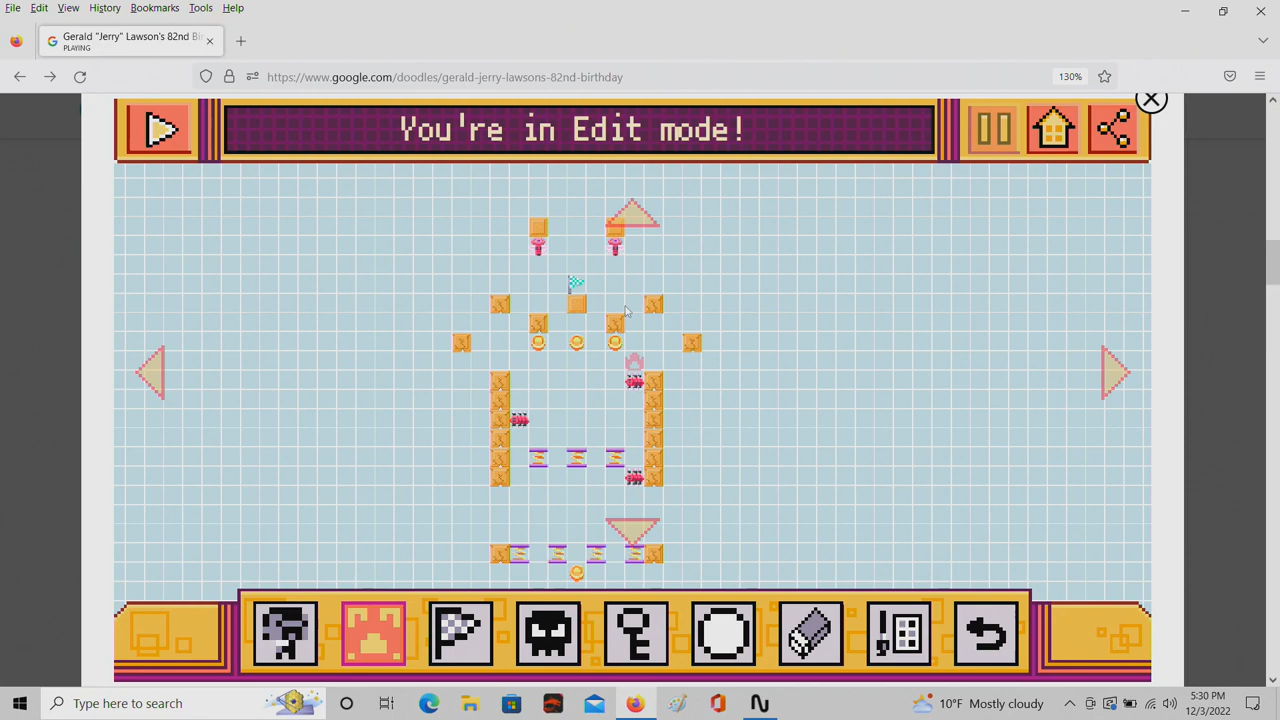 File Edit View History Bookmarks Tools Help
Gerald "Jerry" Lawson's 82nd Bir
PLAYING
https://www.google.com/doodles/gerald-jerry-lawsons-82nd-birthday
130%
You're in Edit mode!
Type here to search
10°F Mostly cloudy
5:30 PM
12/3/2022